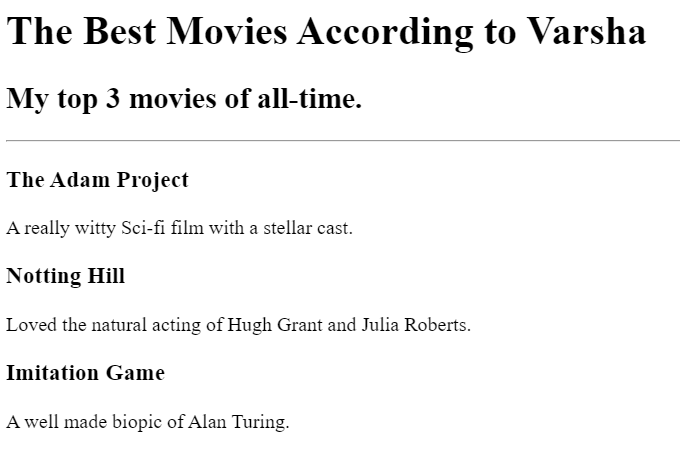 The Best Movies According to Varsha
My top 3 movies of all-time.
The Adam Project
A really witty Sci-fi film with a stellar cast.
Notting Hill
Loved the natural acting of Hugh Grant and Julia Roberts.
Imitation Game
A well made biopic of Alan Turing.